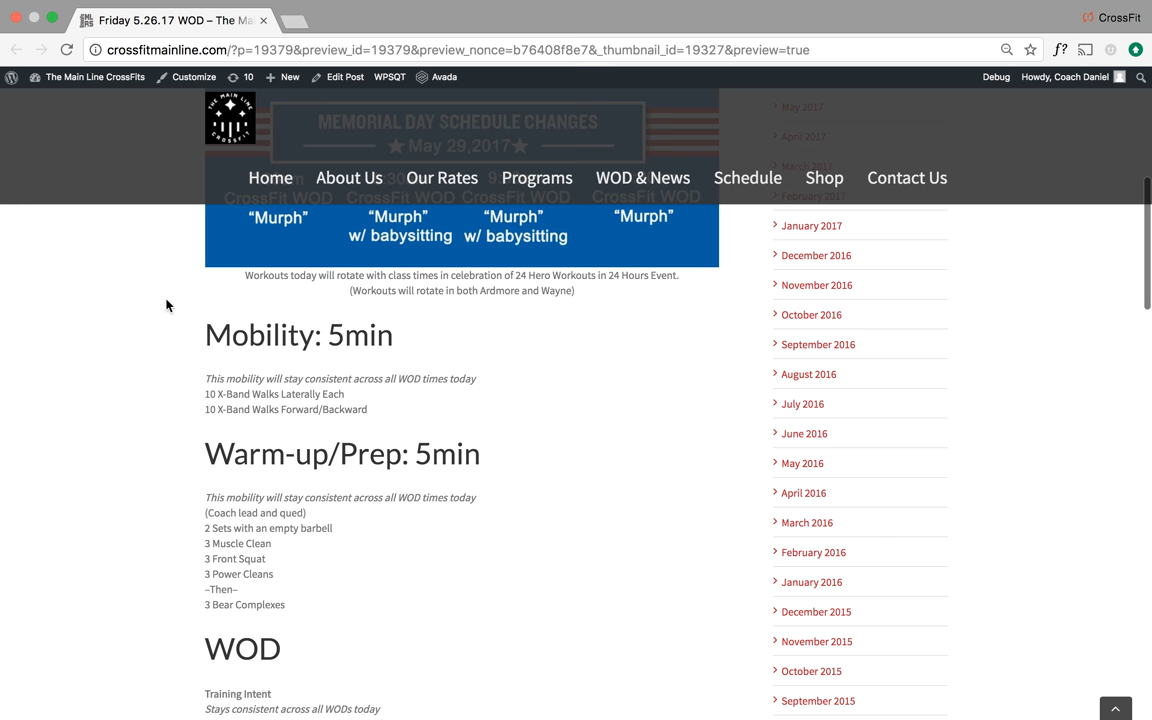 Friday 5.26.17 WOD – The Mai
CrossFit
crossfitmainline.com/?p=19379&preview_id=19379&preview_nonce=b76408f8e7&_thumbnail_id=19327&preview=true
f?
The Main Line CrossFits
Customize
10
New
Edit Post
WPSQT
Avada
Debug
Howdy, Coach Daniel
THE MAIN LINE
CROSSFIT
MEMORIAL DAY SCHEDULE CHANGES
May 29,2017
Home
About Us
Our Rates
Programs
WOD & News
Schedule
Shop
Contact Us
CrossFit WOD CrossFit WOD CrossFit WOD CrossFit WOD
“Murph” “Murph” “Murph” “Murph”
w/ babysitting w/ babysitting
Workouts today will rotate with class times in celebration of 24 Hero Workouts in 24 Hours Event.
(Workouts will rotate in both Ardmore and Wayne)
Mobility: 5min
This mobility will stay consistent across all WOD times today
10 X-Band Walks Laterally Each
10 X-Band Walks Forward/Backward
Warm-up/Prep: 5min
This mobility will stay consistent across all WOD times today
(Coach lead and qued)
2 Sets with an empty barbell
3 Muscle Clean
3 Front Squat
3 Power Cleans
–Then–
3 Bear Complexes
WOD
Training Intent
Stays consistent across all WODs today
May 2017
April 2017
March 2017
February 2017
January 2017
December 2016
November 2016
October 2016
September 2016
August 2016
July 2016
June 2016
May 2016
April 2016
March 2016
February 2016
January 2016
December 2015
November 2015
October 2015
September 2015